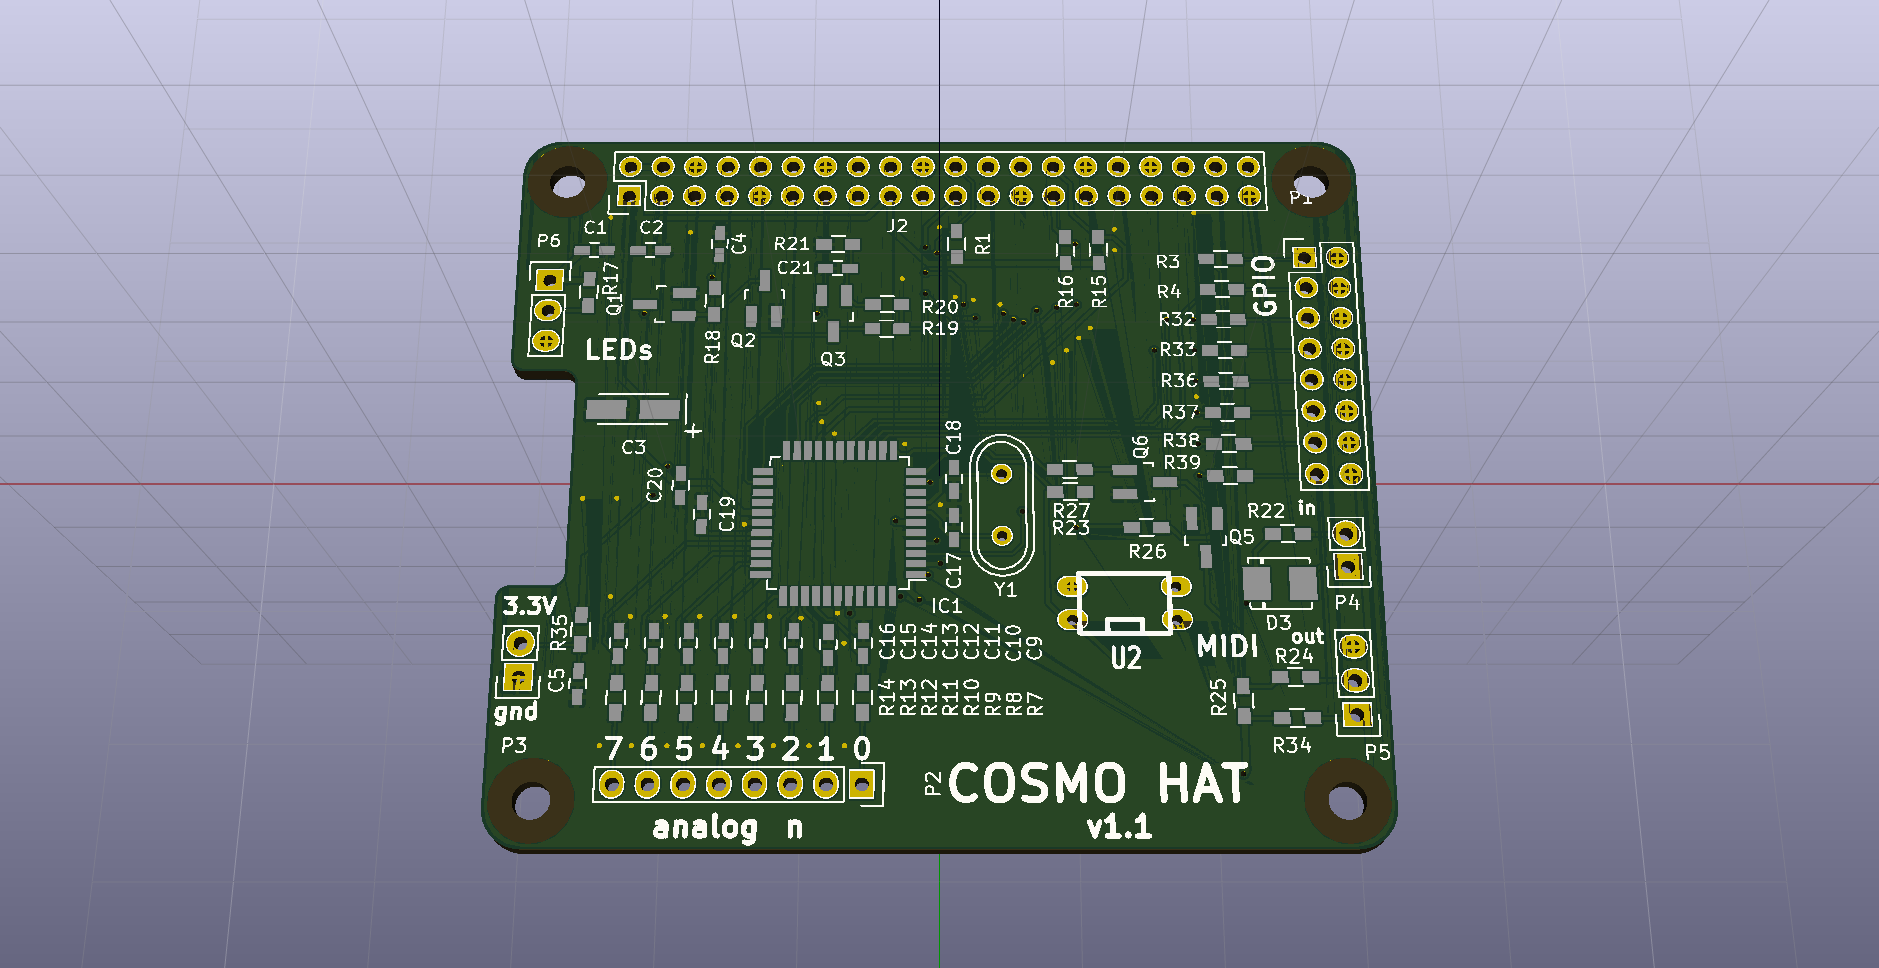 P1
C1 C2 J2
P6 C4 R21 R1
C21
R3
R17 R4 GPIO
Q1 R16 R15
R20
R32
R19
R18 Q2
LEDs Q3 R33
R36
R37
C3 + C18 Q6 R38
R39
C20 C19 R27 R22 in
R23
R26 Q5
C17 Y1
3.3V IC1 P4
D3
R35 C16 C15 C14 C13 C12 C11 C10 C9 U2 MIDI out
R24
C5 R14 R13 R12 R11 R10 R9 R8 R7 R25
gnd
P3 7 6 5 4 3 2 1 0 R34 P5
P2 COSMO HAT
analog n v1.1